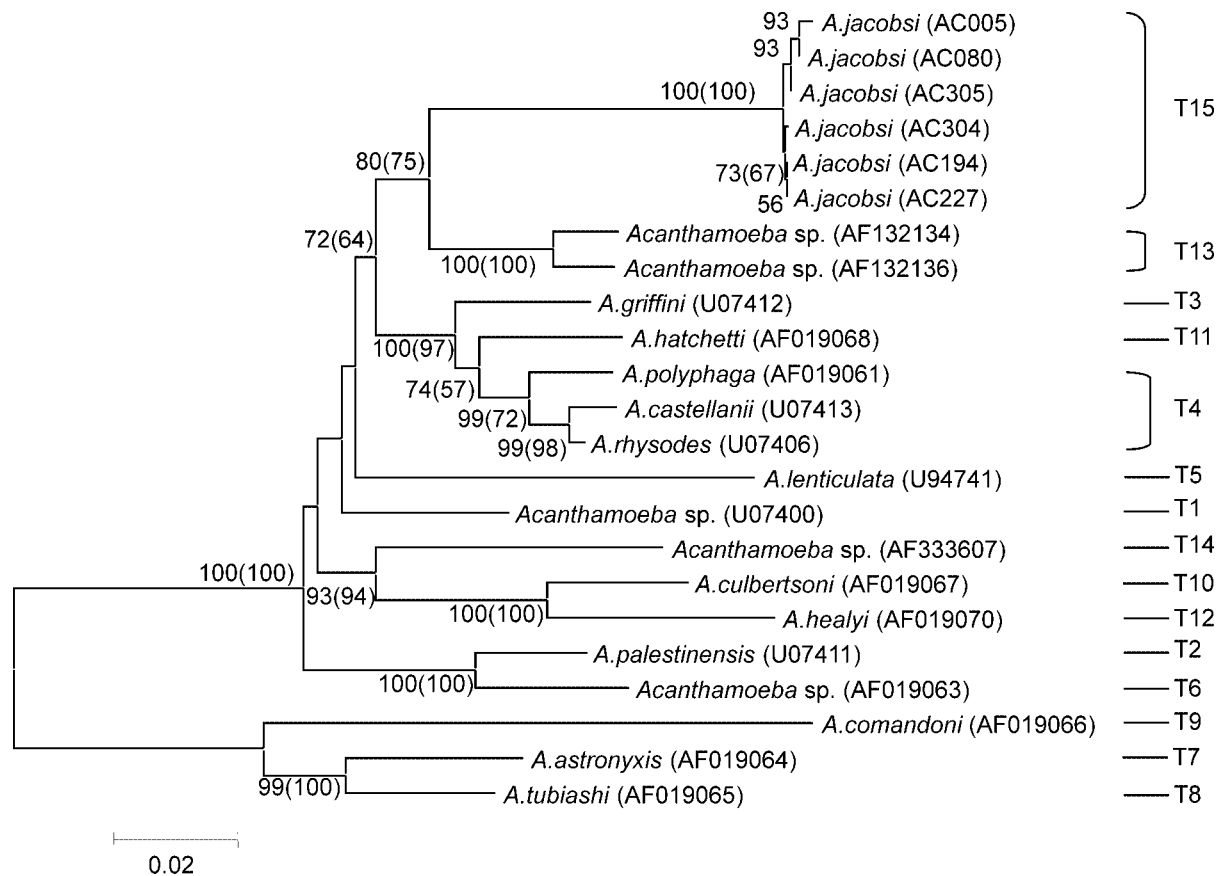 93
A.jacobsi (AC005)
93
A.jacobsi (AC080)
100(100)
A.jacobsi (AC305)
T15
A.jacobsi (AC304)
80(75)
73(67)
A.jacobsi (AC194)
56
A.jacobsi (AC227)
72(64)
Acanthamoeba sp. (AF132134)
T13
100(100)
Acanthamoeba sp. (AF132136)
A.griffini (U07412)
T3
100(97)
A.hatchetti (AF019068)
T11
74(57)
A.polyphaga (AF019061)
99(72)
A.castellanii (U07413)
T4
99(98)
A.rhysodes (U07406)
A.lenticulata (U94741)
T5
Acanthamoeba sp. (U07400)
T1
Acanthamoeba sp. (AF333607)
T14
100(100)
93(94)
A.culbertsoni (AF019067)
T10
100(100)
A.healyi (AF019070)
T12
A.palestinensis (U07411)
T2
100(100)
Acanthamoeba sp. (AF019063)
T6
A.comandoni (AF019066)
T9
A.astronyxis (AF019064)
T7
99(100)
A.tubiashi (AF019065)
T8
0.02